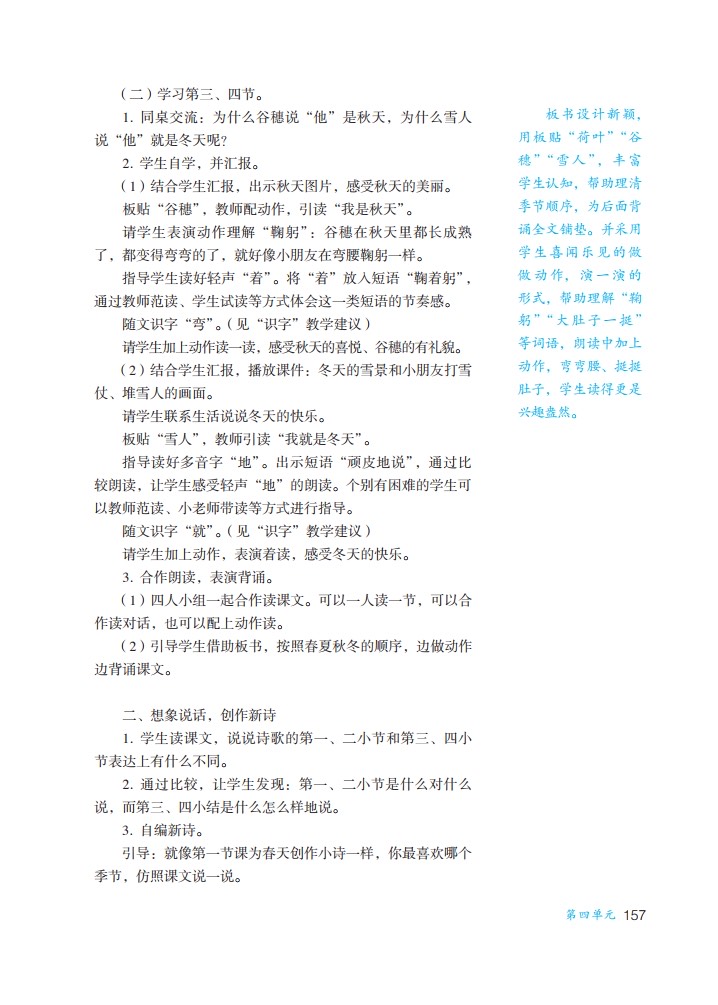 （二）学习第三、四节。
1. 同桌交流：为什么谷穗说“他”是秋天，为什么雪人
说“他”就是冬天呢？
2. 学生自学，并汇报。
（1）结合学生汇报，出示秋天图片，感受秋天的美丽。
板贴“谷穗”，教师配动作，引读“我是秋天”。
请学生表演动作理解“鞠躬”：谷穗在秋天里都长成熟
了，都变得弯弯的了，就好像小朋友在弯腰鞠躬一样。
指导学生读好轻声“着”。将“着”放入短语“鞠着躬”，
通过教师范读、学生试读等方式体会这一类短语的节奏感。
随文识字“弯”。（见“识字”教学建议）
请学生加上动作读一读，感受秋天的喜悦、谷穗的有礼貌。
（2）结合学生汇报，播放课件：冬天的雪景和小朋友打雪
仗、堆雪人的画面。
请学生联系生活说说冬天的快乐。
板贴“雪人”，教师引读“我就是冬天”。
指导读好多音字“地”。出示短语“顽皮地说”，通过比
较朗读，让学生感受轻声“地”的朗读。个别有困难的学生可
以教师范读、小老师带读等方式进行指导。
随文识字“就”。（见“识字”教学建议）
请学生加上动作，表演着读，感受冬天的快乐。
3. 合作朗读，表演背诵。
（1）四人小组一起合作读课文。可以一人读一节，可以合
作读对话，也可以配上动作读。
（2）引导学生借助板书，按照春夏秋冬的顺序，边做动作
边背诵课文。
二、想象说话，创作新诗
1. 学生读课文，说说诗歌的第一、二小节和第三、四小
节表达上有什么不同。
2. 通过比较，让学生发现：第一、二小节是什么对什么
说，而第三、四小结是什么怎么样地说。
3. 自编新诗。
引导：就像第一节课为春天创作小诗一样，你最喜欢哪个
季节，仿照课文说一说。
板书设计新颖，
用板贴“荷叶”“谷
穗”“雪人”，丰富
学生认知，帮助理清
季节顺序，为后面背
诵全文铺垫。并采用
学生喜闻乐见的做
做动作，演一演的
形式，帮助理解“鞠
躬”“大肚子一挺”
等词语，朗读中加上
动作，弯弯腰、挺挺
肚子，学生读得更是
兴趣盎然。
第四单元 157